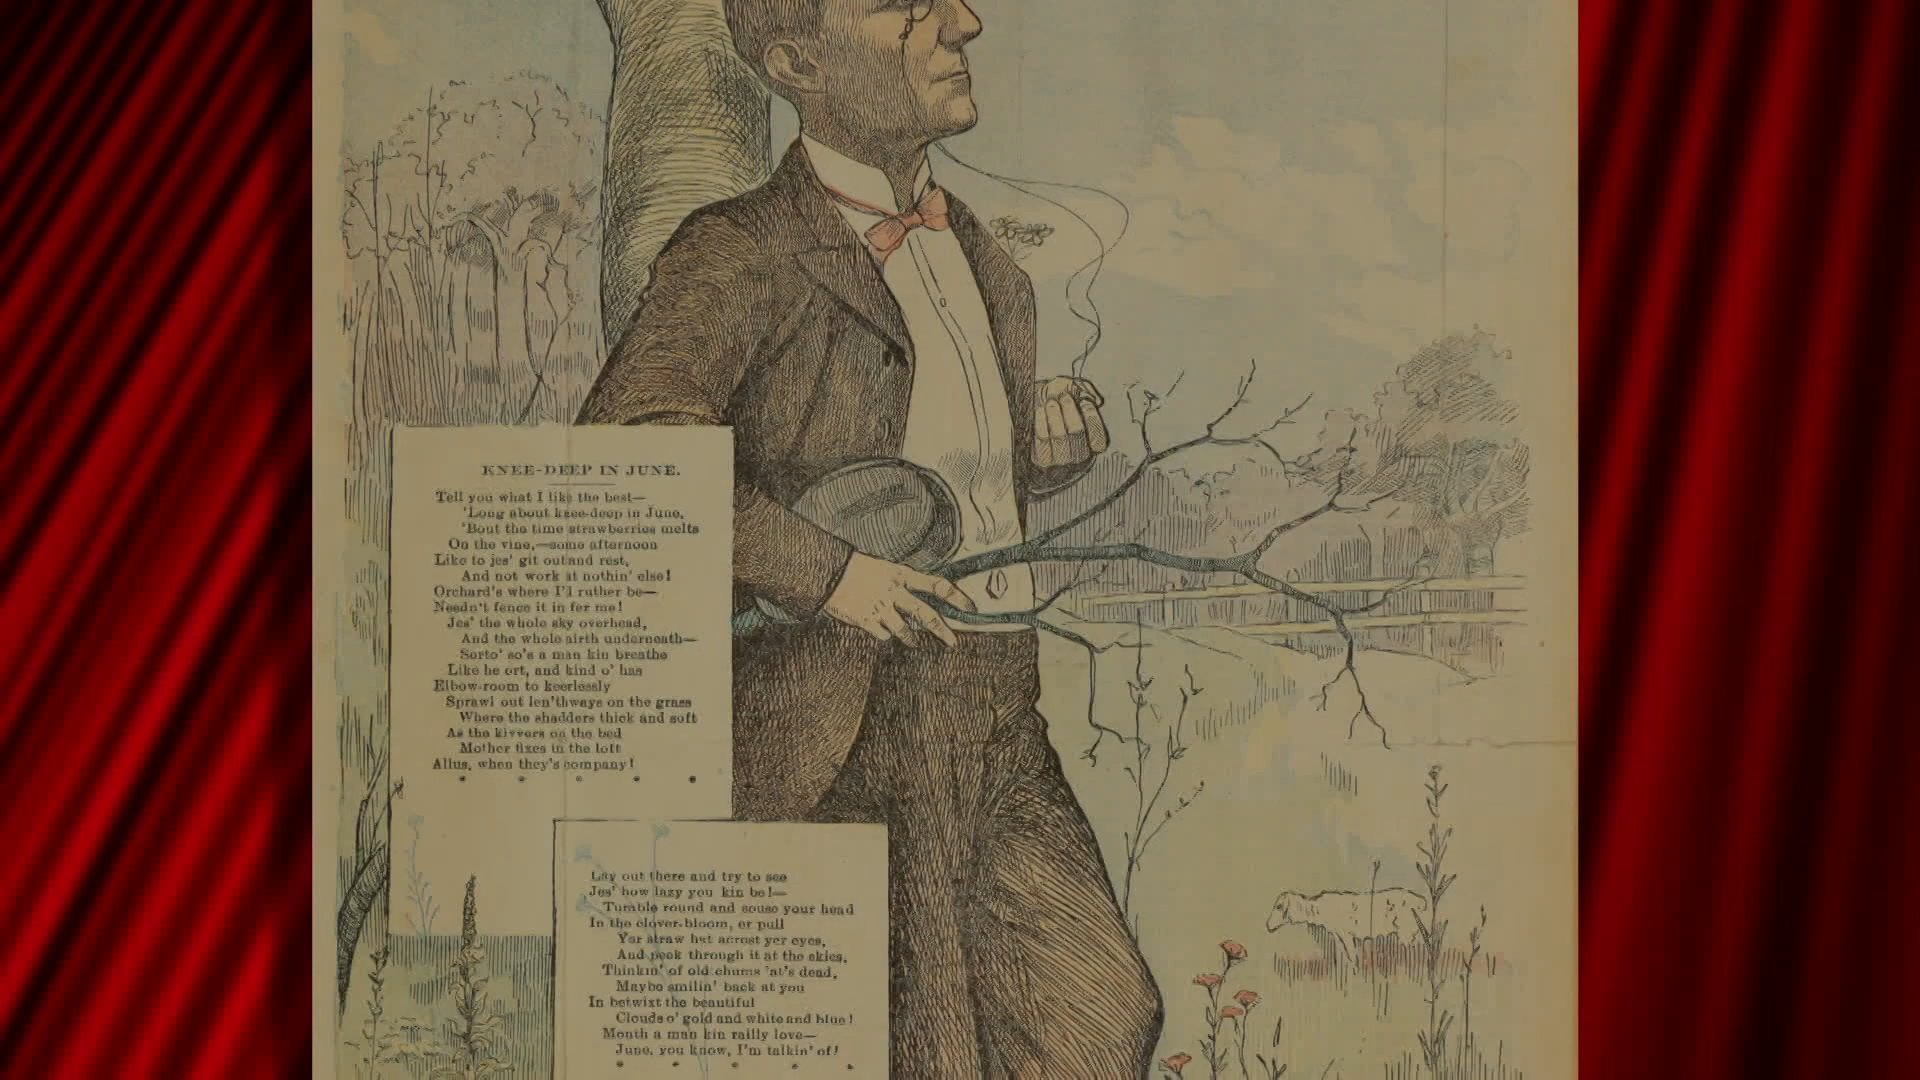 KNEE-DEEP IN JUNE.
Tell you what I like the best—
'Long about knee-deep in June,
'Bout the time strawberries melts
On the vine,—some afternoon
Like to jes' git out and rest,
And not work at nothin' else!
Orchard's where I'l ruther be—
Needn't fence it in fer me!
Jes' the whole sky overhead,
And the whole airth underneath—
Sorto' so's a man kin breathe
Like he ort, and kind o' has
Elbow-room to keerlessly
Sprawl out len'thways on the grass
Where the shadders thick and soft
As the kivvers on the bed
Mother fixes in the loft
Allus, when they's company!
Lay out there and try to see
Jes' how lazy you kin be!—
Tumble round and souse your head
In the clover-bloom, or pull
Yer straw hat acrost yer eyes,
And peek through it at the skies,
Thinkin' of old chums 'at's dead,
Maybe smilin' back at you
In betwixt the beautiful
Clouds o' gold and white and blue!
Month a man kin railly love—
June, you know, I'm talkin' of!